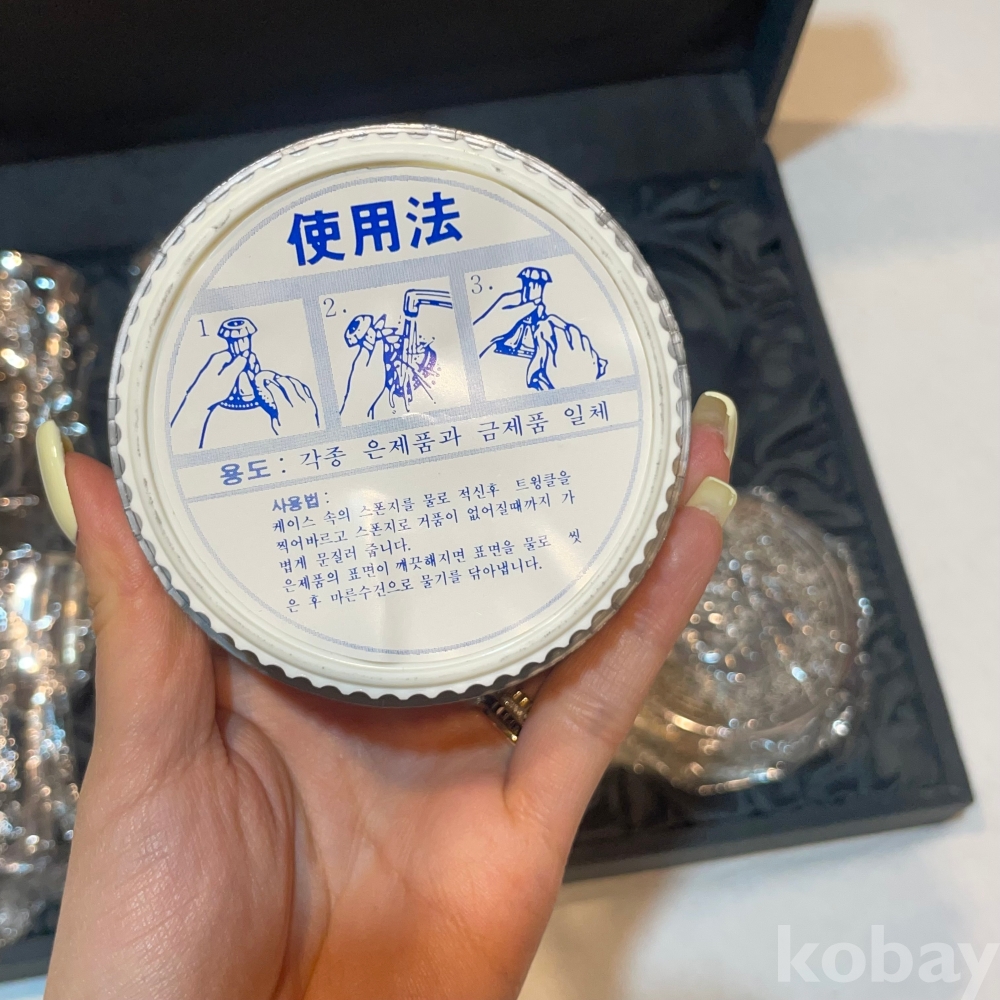 使用法
1
2.
3.
용도 : 각종 은제품과 금제품 일체
사용법 :
케이스 속의 스폰지를 물로 적신후 트윙클을
찍어바르고 스폰지로 거품이 없어질때까지 가
볍게 문질러 줍니다.
은제품의 표면이 깨끗해지면 표면을 물로 씻
은 후 마른수건으로 물기를 닦아냅니다.
kobay